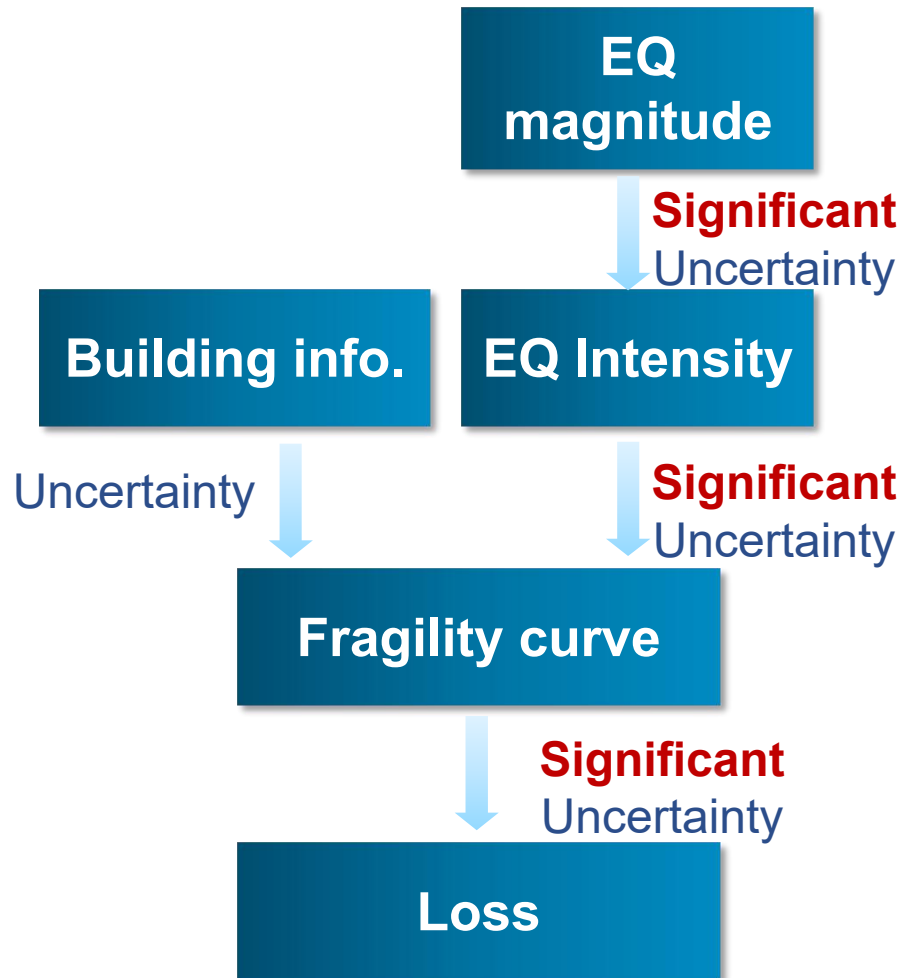 EQ
magnitude
Significant
Uncertainty
Building info.
EQ Intensity
Uncertainty
Significant
Uncertainty
Fragility curve
Significant
Uncertainty
Loss